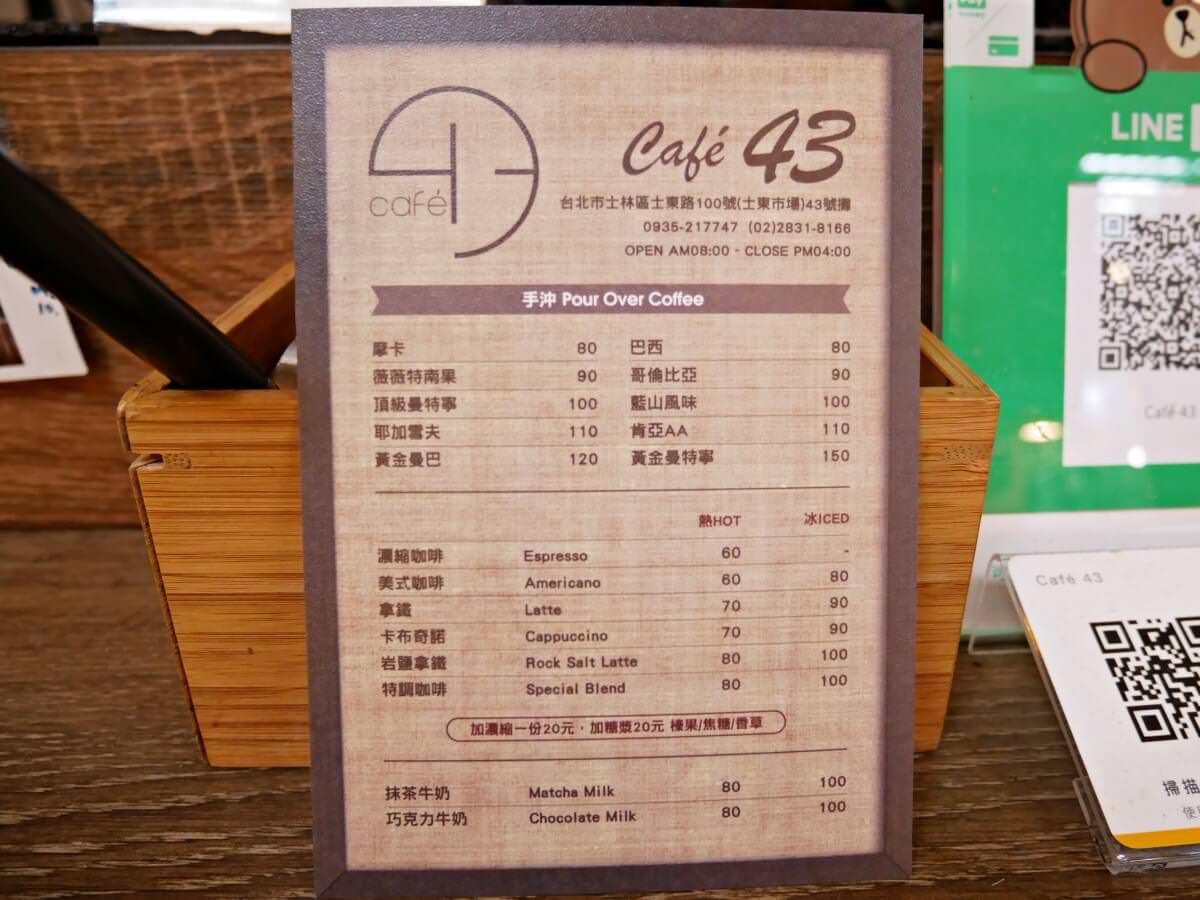 43
café
Café 43
台北市士林區士東路100號(士東市場)43號攤
0935-217747 (02)2831-8166
OPEN AM08:00 - CLOSE PM04:00
手沖 Pour Over Coffee
摩卡 80 巴西 80
薇薇特南果 90 哥倫比亞 90
頂級曼特寧 100 藍山風味 100
耶加雪夫 110 肯亞AA 110
黃金曼巴 120 黃金曼特寧 150
熱HOT 冰ICED
濃縮咖啡 Espresso 60 -
美式咖啡 Americano 60 80
拿鐵 Latte 70 90
卡布奇諾 Cappuccino 70 90
岩鹽拿鐵 Rock Salt Latte 80 100
特調咖啡 Special Blend 80 100
加濃縮一份20元，加糖漿20元 榛果/焦糖/香草
抹茶牛奶 Matcha Milk 80 100
巧克力牛奶 Chocolate Milk 80 100
LINE
Café 43
Café 43
掃描